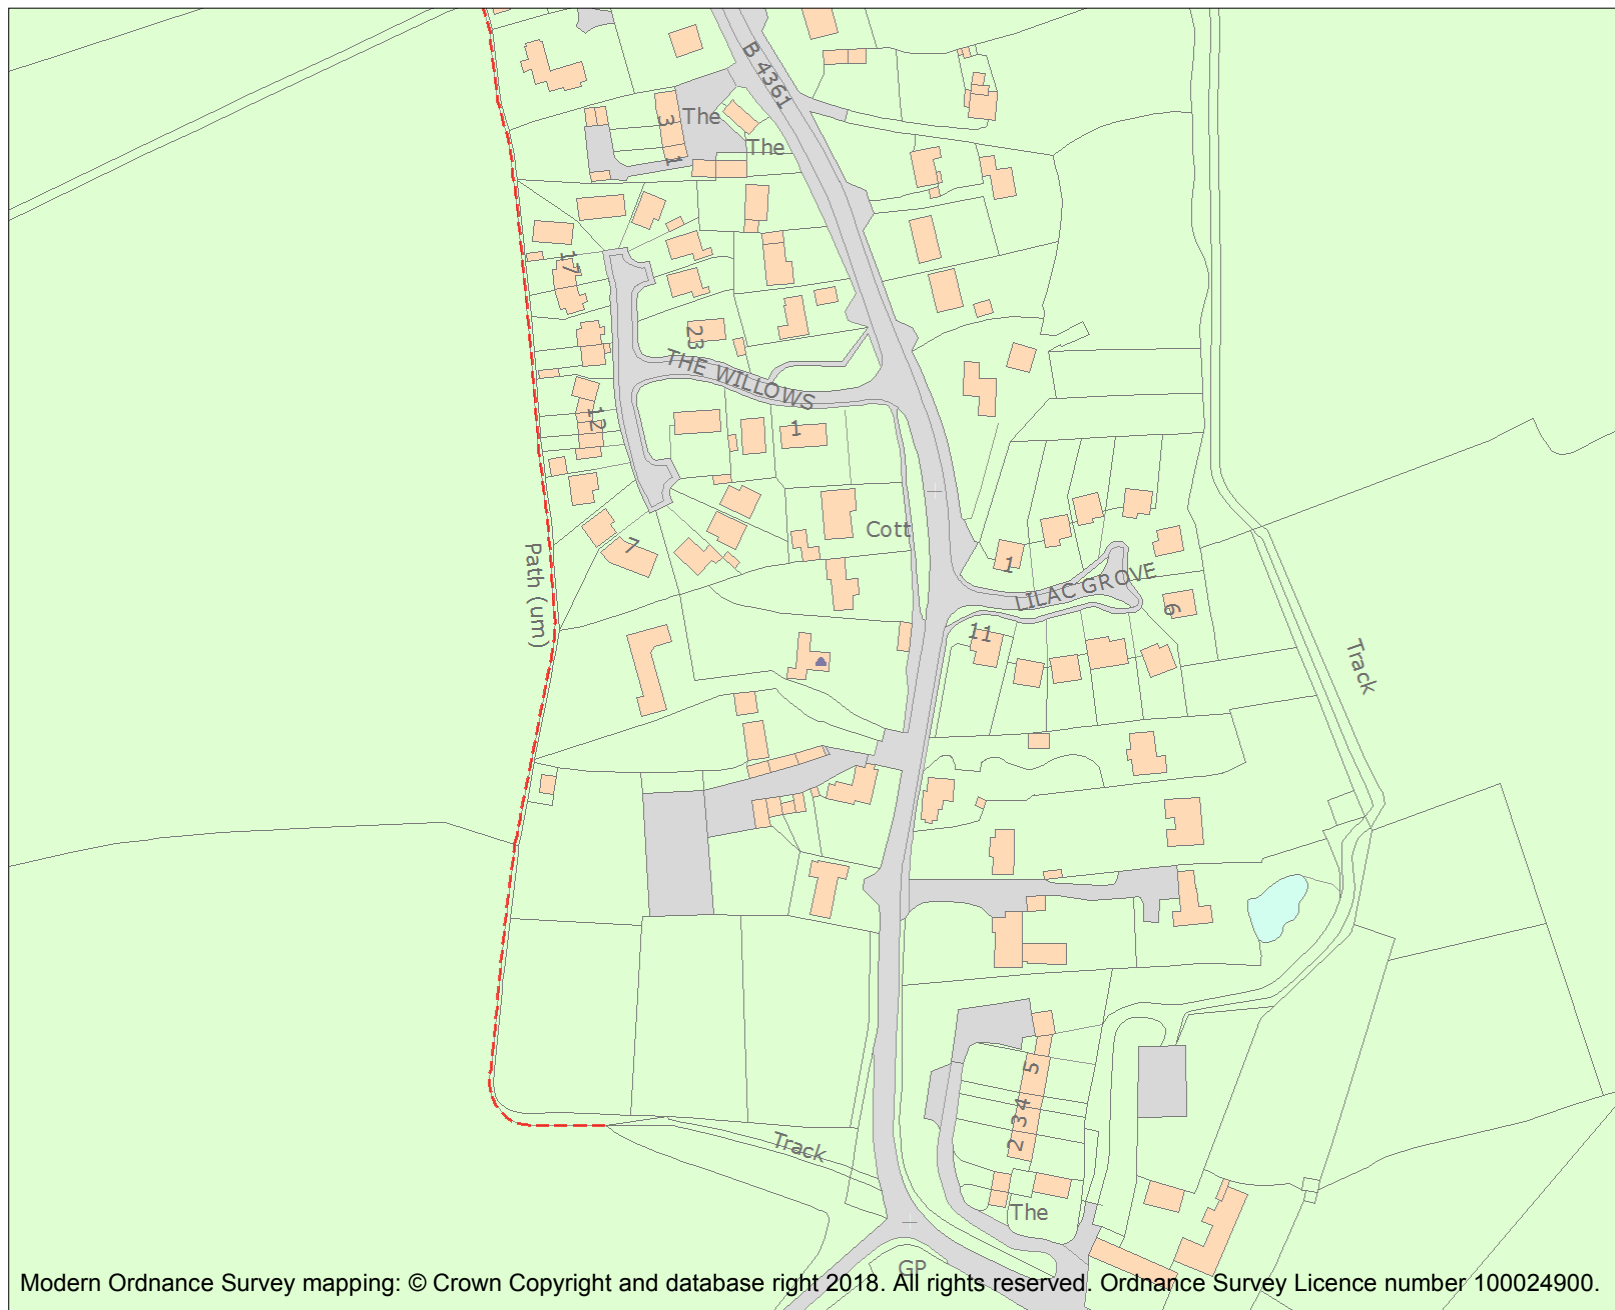 B 4361
The
3
The
1
17
23
THE WILLOWS
12
1
Cott
7
Path (um)
1
LILAC GROVE
6
11
Track
5
4
3
2
Track
The
GP
Modern Ordnance Survey mapping: © Crown Copyright and database right 2018. All rights reserved. Ordnance Survey Licence number 100024900.